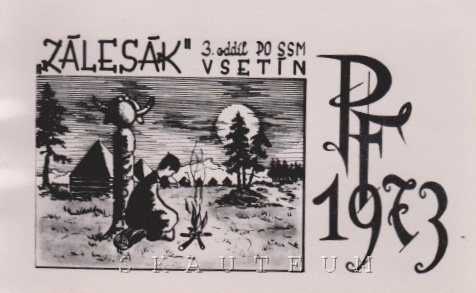 „ZÁLESÁK" 3. oddíl PO SSM
VSETÍN
PF
1973
SKAUTEUM